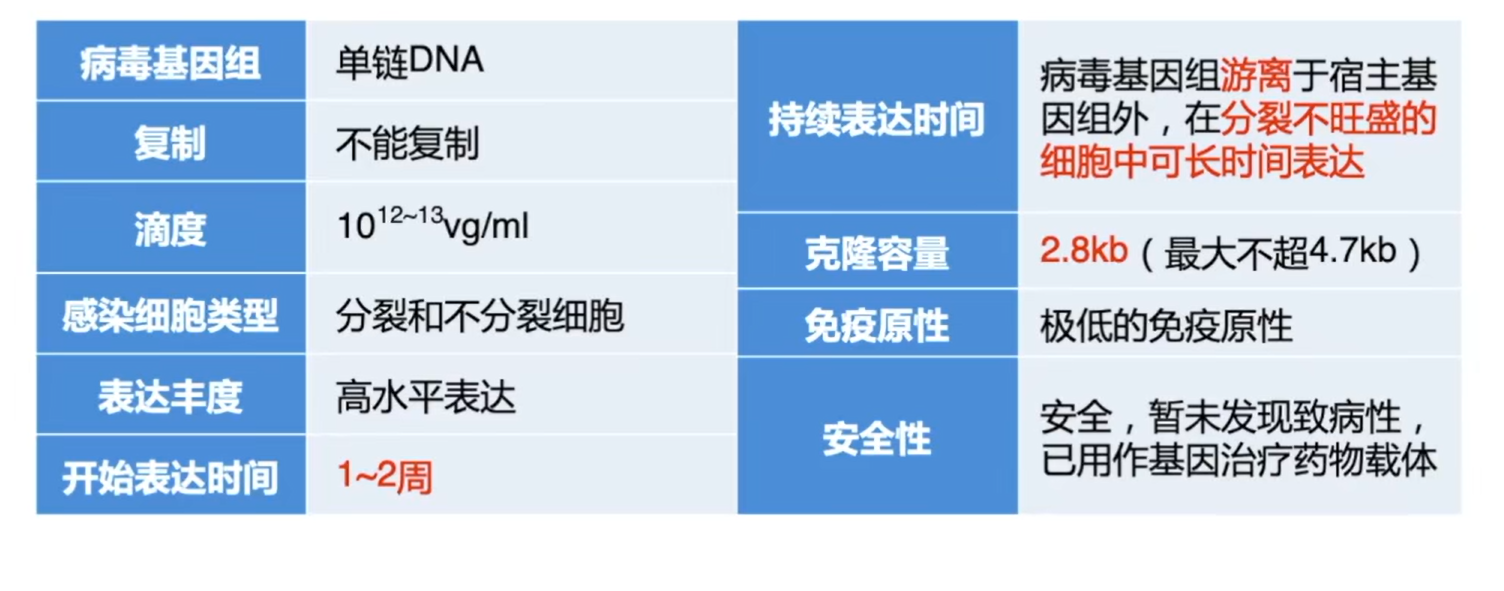 病毒基因组
单链DNA
复制
不能复制
滴度
10¹²~¹³vg/ml
感染细胞类型
分裂和不分裂细胞
表达丰度
高水平表达
开始表达时间
1~2周
持续表达时间
病毒基因组游离于宿主基
因组外，在分裂不旺盛的
细胞中可长时间表达
克隆容量
2.8kb（最大不超4.7kb）
免疫原性
极低的免疫原性
安全性
安全，暂未发现致病性，
已用作基因治疗药物载体